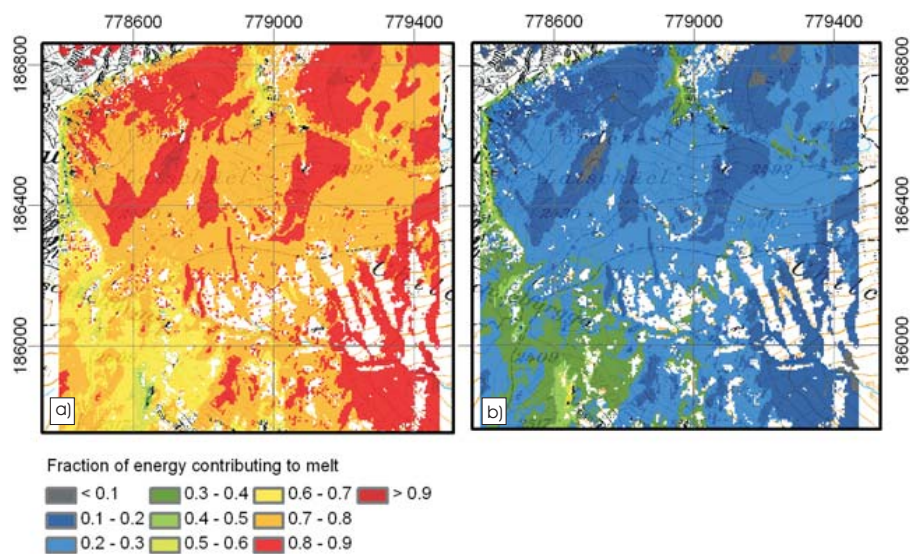 778600 779000 779400 778600 779000 779400
186800 186800
186400 186400
186000 186000
a) b)
Fraction of energy contributing to melt
< 0.1 0.3 - 0.4 0.6 - 0.7 > 0.9
0.1 - 0.2 0.4 - 0.5 0.7 - 0.8
0.2 - 0.3 0.5 - 0.6 0.8 - 0.9